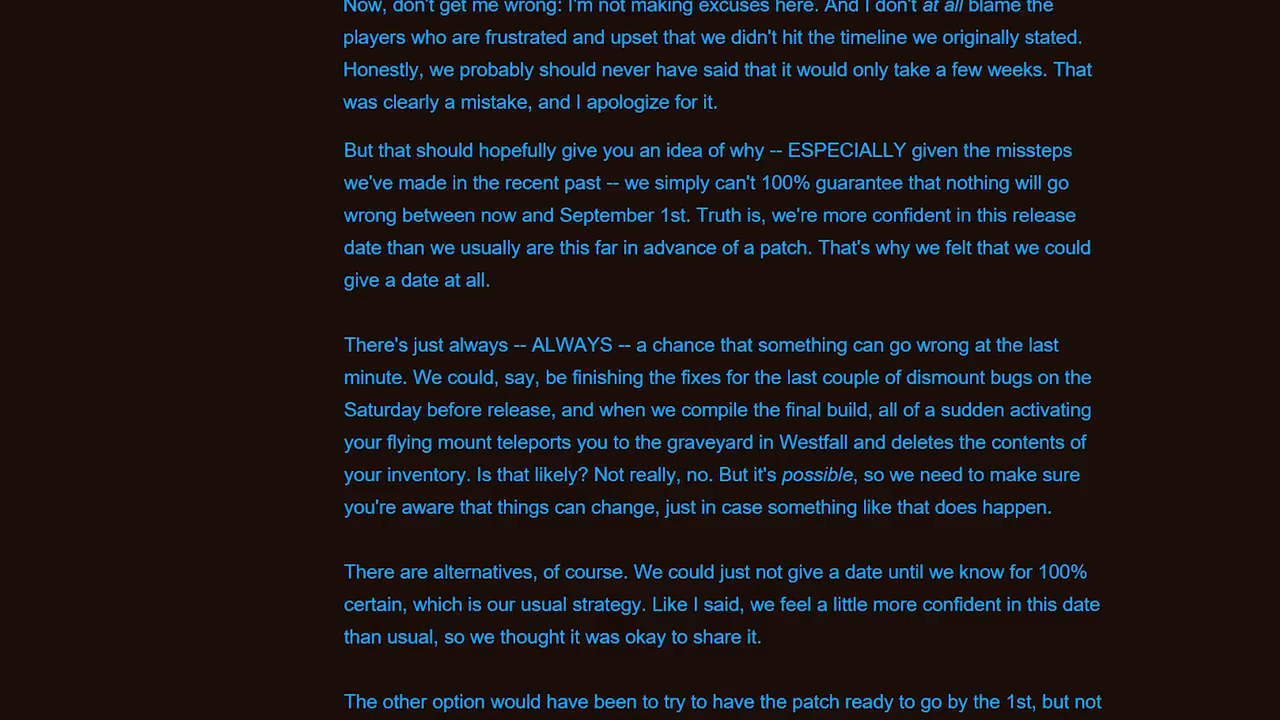 Now, don't get me wrong: I'm not making excuses here. And I don't at all blame the
players who are frustrated and upset that we didn't hit the timeline we originally stated.
Honestly, we probably should never have said that it would only take a few weeks. That
was clearly a mistake, and I apologize for it.
But that should hopefully give you an idea of why -- ESPECIALLY given the missteps
we've made in the recent past -- we simply can't 100% guarantee that nothing will go
wrong between now and September 1st. Truth is, we're more confident in this release
date than we usually are this far in advance of a patch. That's why we felt that we could
give a date at all.
There's just always -- ALWAYS -- a chance that something can go wrong at the last
minute. We could, say, be finishing the fixes for the last couple of dismount bugs on the
Saturday before release, and when we compile the final build, all of a sudden activating
your flying mount teleports you to the graveyard in Westfall and deletes the contents of
your inventory. Is that likely? Not really, no. But it's possible, so we need to make sure
you're aware that things can change, just in case something like that does happen.
There are alternatives, of course. We could just not give a date until we know for 100%
certain, which is our usual strategy. Like I said, we feel a little more confident in this date
than usual, so we thought it was okay to share it.
The other option would have been to try to have the patch ready to go by the 1st, but not